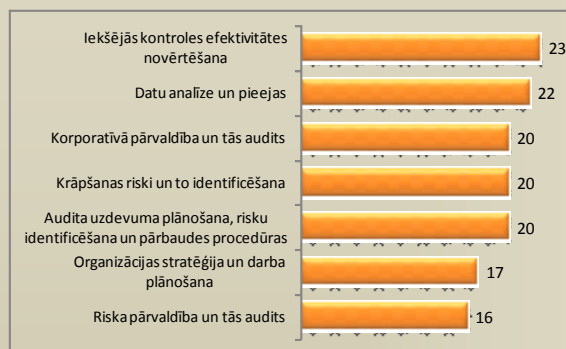 Iekšējās kontroles efektivitātes
novērtēšana
23
Datu analīze un pieejas
22
Korporatīvā pārvaldība un tās audits
20
Krāpšanas riski un to identificēšana
20
Audita uzdevuma plānošana, risku
identificēšana un pārbaudes procedūras
20
Organizācijas stratēģija un darba
plānošana
17
Riska pārvaldība un tās audits
16